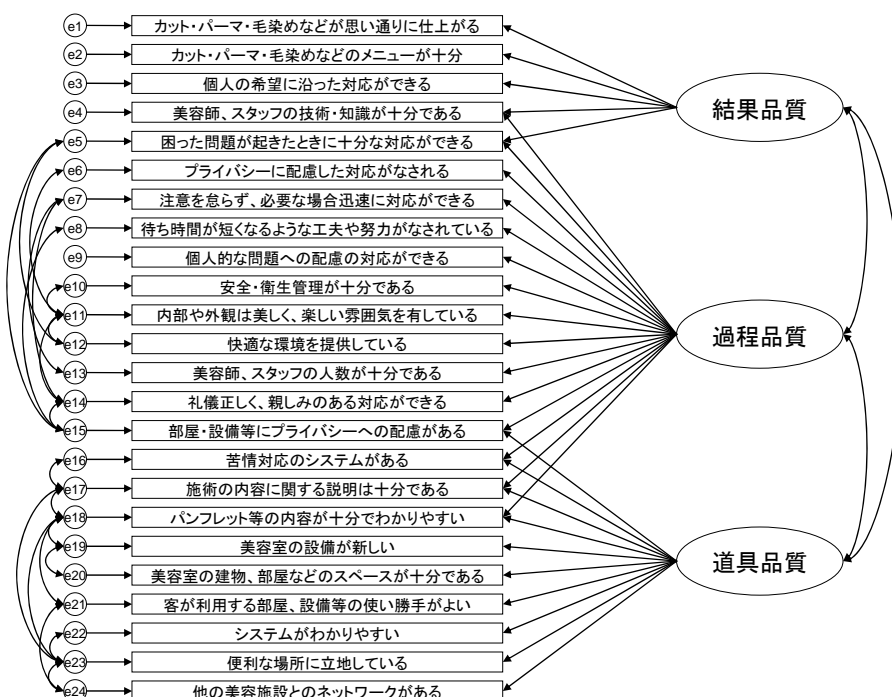 e1 カット・パーマ・毛染めなどが思い通りに仕上がる
e2 カット・パーマ・毛染めなどのメニューが十分
e3 個人の希望に沿った対応ができる
e4 美容師、スタッフの技術・知識が十分である
結果品質
e5 困った問題が起きたときに十分な対応ができる
e6 プライバシーに配慮した対応がなされる
e7 注意を怠らず、必要な場合迅速に対応ができる
e8 待ち時間が短くなるような工夫や努力がなされている
e9 個人的な問題への配慮の対応ができる
e10 安全・衛生管理が十分である
e11 内部や外観は美しく、楽しい雰囲気を有している
過程品質
e12 快適な環境を提供している
e13 美容師、スタッフの人数が十分である
e14 礼儀正しく、親しみのある対応ができる
e15 部屋・設備等にプライバシーへの配慮がある
e16 苦情対応のシステムがある
e17 施術の内容に関する説明は十分である
e18 パンフレット等の内容が十分でわかりやすい
e19 美容室の設備が新しい
道具品質
e20 美容室の建物、部屋などのスペースが十分である
e21 客が利用する部屋、設備等の使い勝手がよい
e22 システムがわかりやすい
e23 便利な場所に立地している
e24 他の美容施設とのネットワークがある